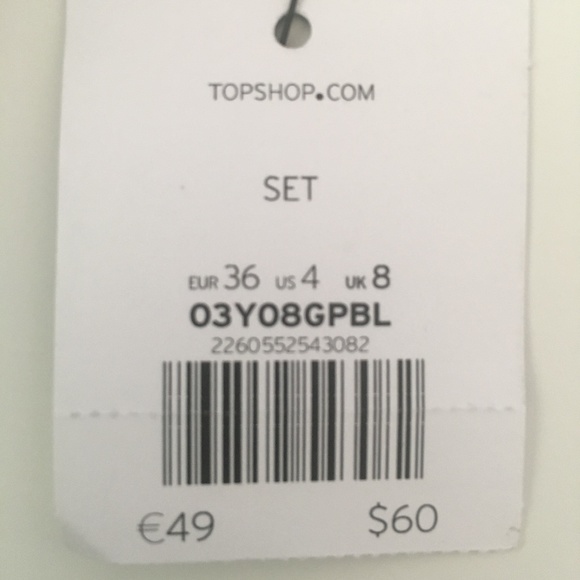 TOPSHOP.COM
SET
EUR 36 US 4 UK 8
03Y08GPBL
2260552543082
€49 $60